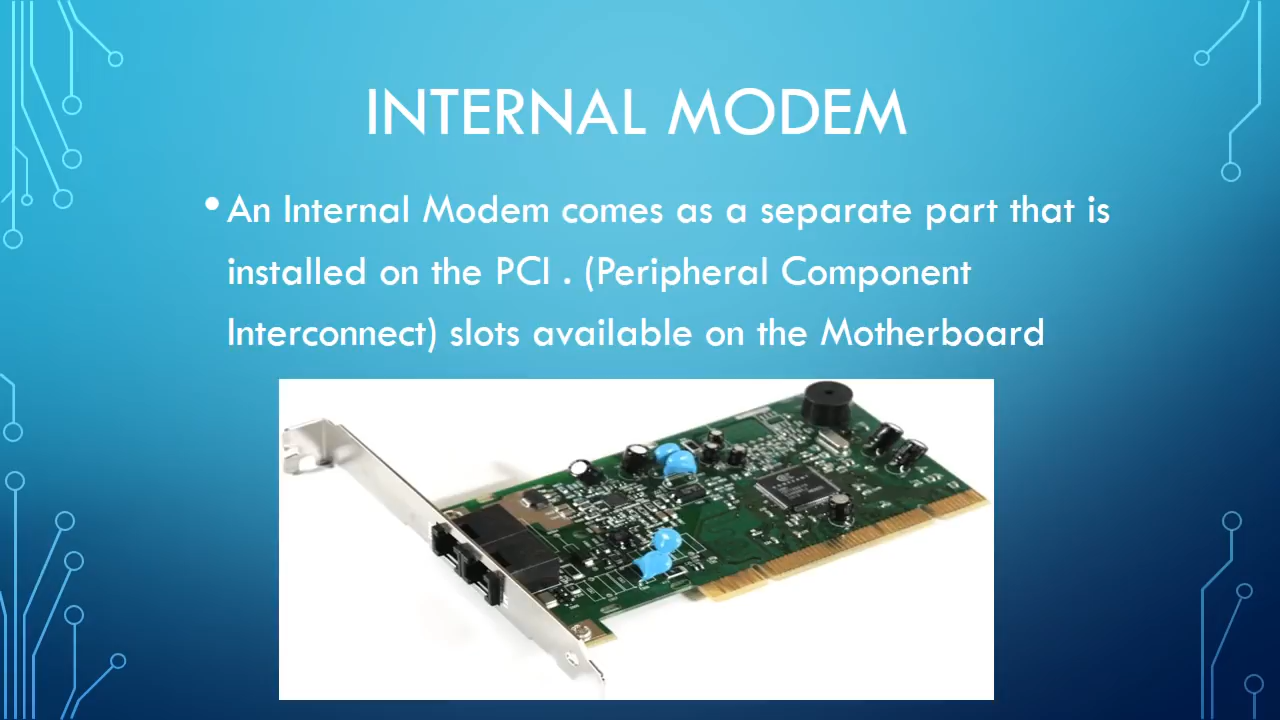 INTERNAL MODEM
• An Internal Modem comes as a separate part that is
installed on the PCI . (Peripheral Component
Interconnect) slots available on the Motherboard